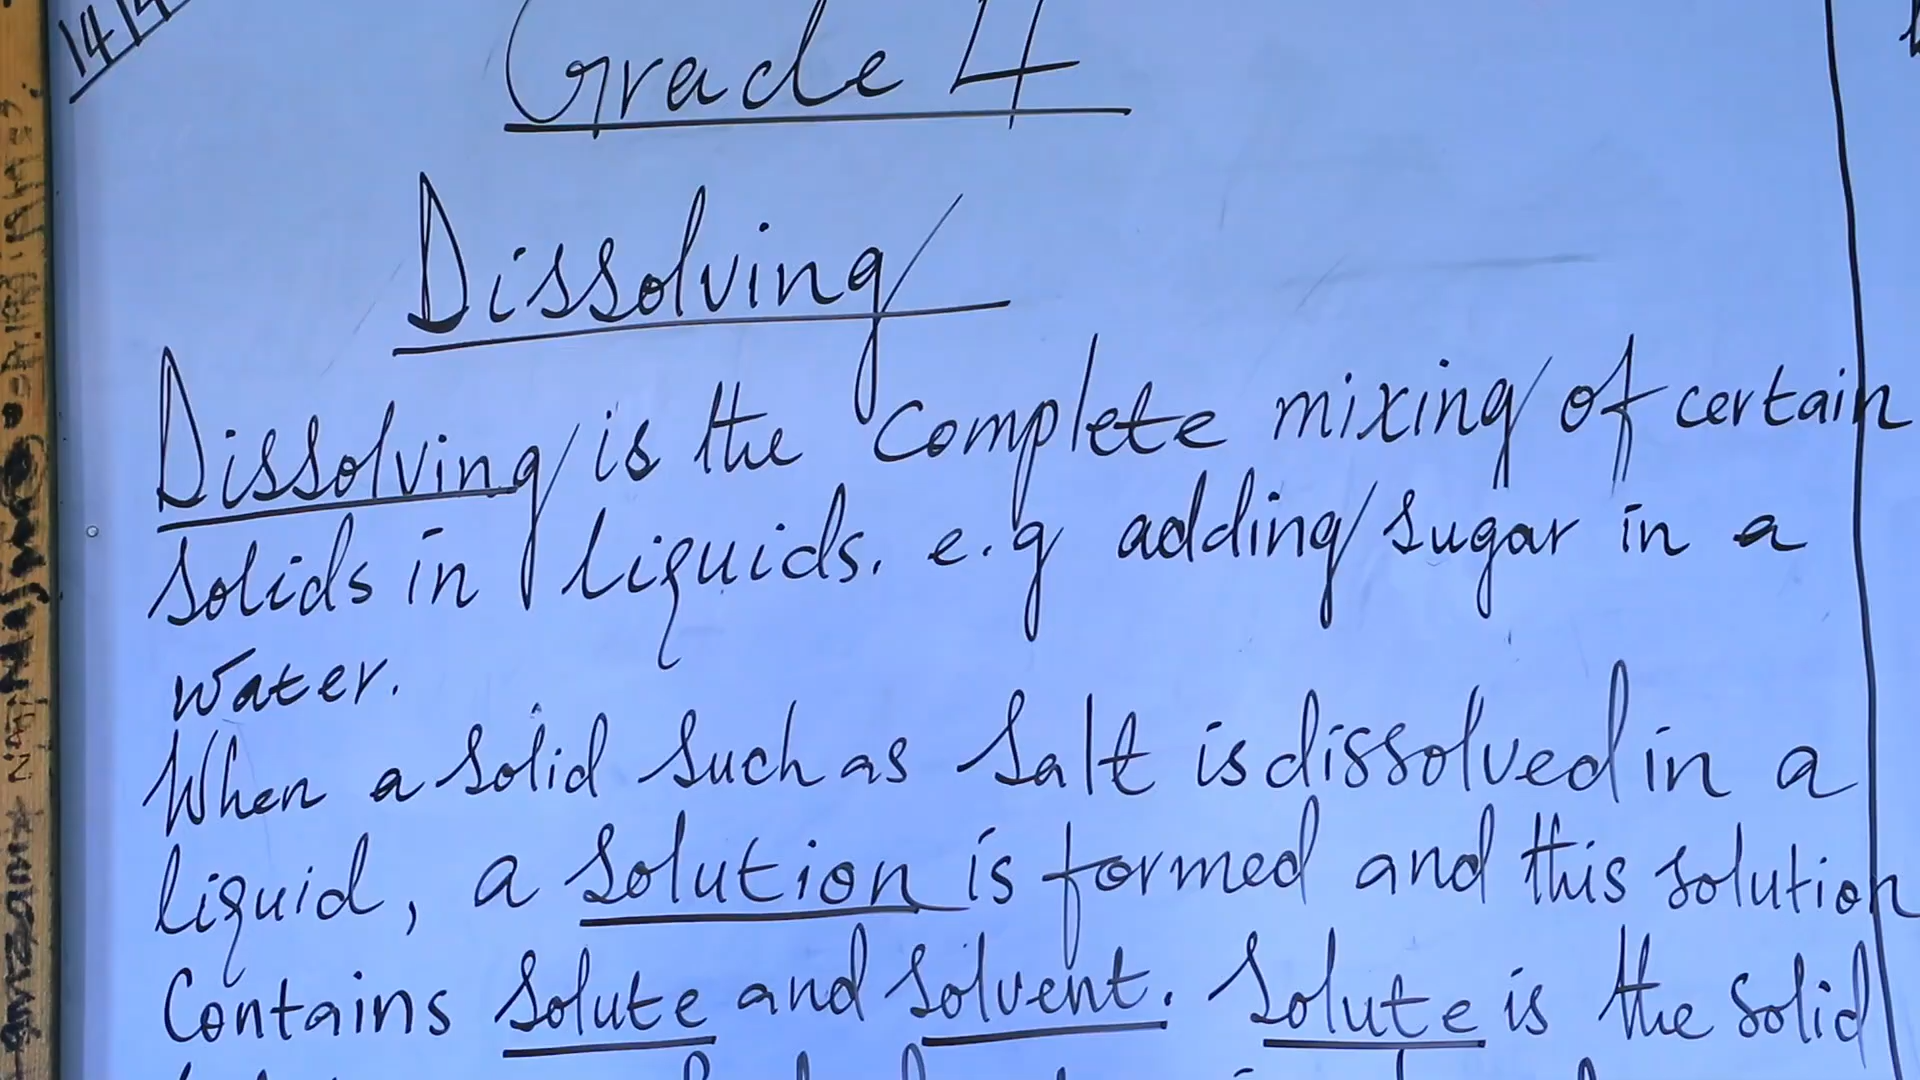 Grade 4
Dissolving
Dissolving is the complete mixing of certain
solids in liquids. e.g adding sugar in a
water.
When a solid such as salt is dissolved in a
liquid, a solution is formed and this solution
Contains solute and solvent. Solute is the solid